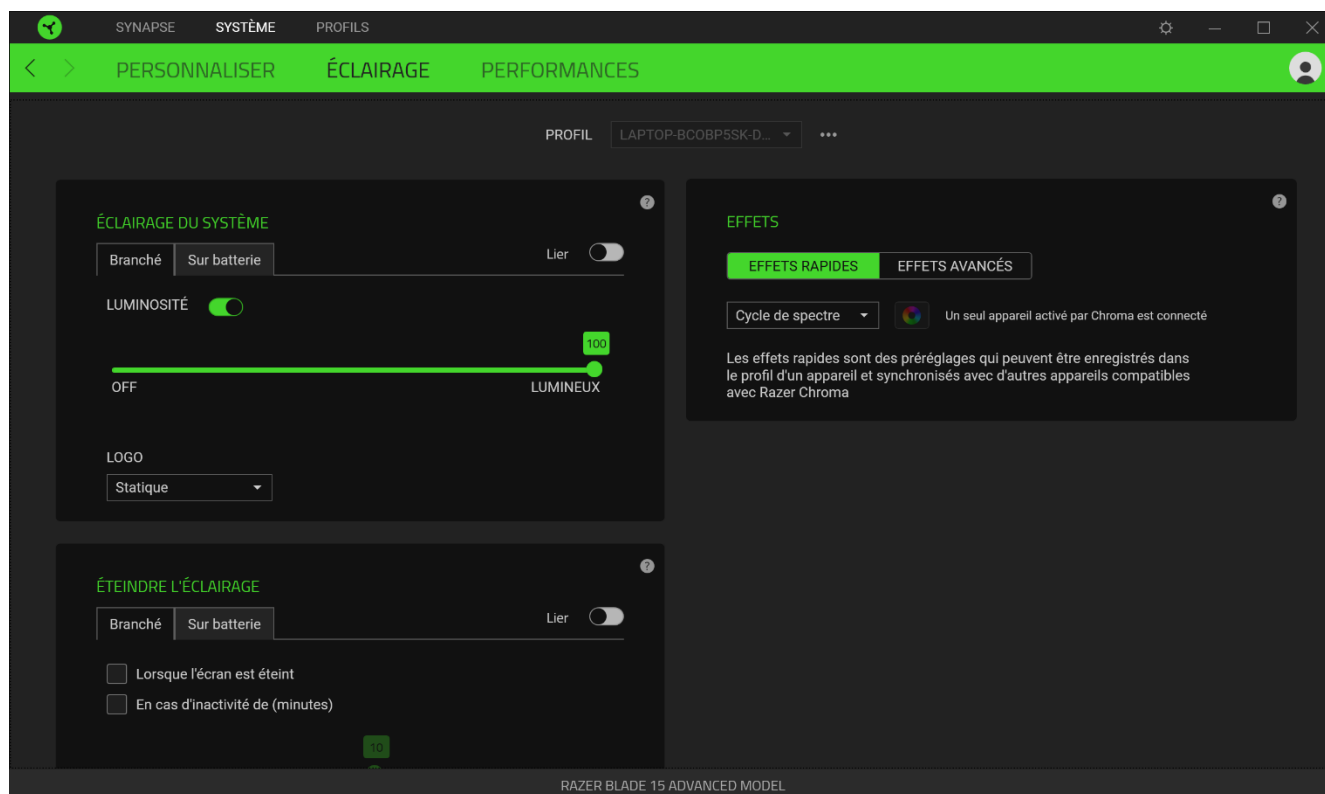 SYNAPSE SYSTÈME PROFILS
PERSONNALISER ÉCLAIRAGE PERFORMANCES
PROFIL LAPTOP-BCOBP5SK-D... •••
ÉCLAIRAGE DU SYSTÈME
Branché Sur batterie Lier
LUMINOSITÉ
100
OFF LUMINEUX
LOGO
Statique
EFFETS
EFFETS RAPIDES EFFETS AVANCÉS
Cycle de spectre Un seul appareil activé par Chroma est connecté
Les effets rapides sont des préréglages qui peuvent être enregistrés dans
le profil d'un appareil et synchronisés avec d'autres appareils compatibles
avec Razer Chroma
ÉTEINDRE L'ÉCLAIRAGE
Branché Sur batterie Lier
Lorsque l'écran est éteint
En cas d'inactivité de (minutes)
10
RAZER BLADE 15 ADVANCED MODEL